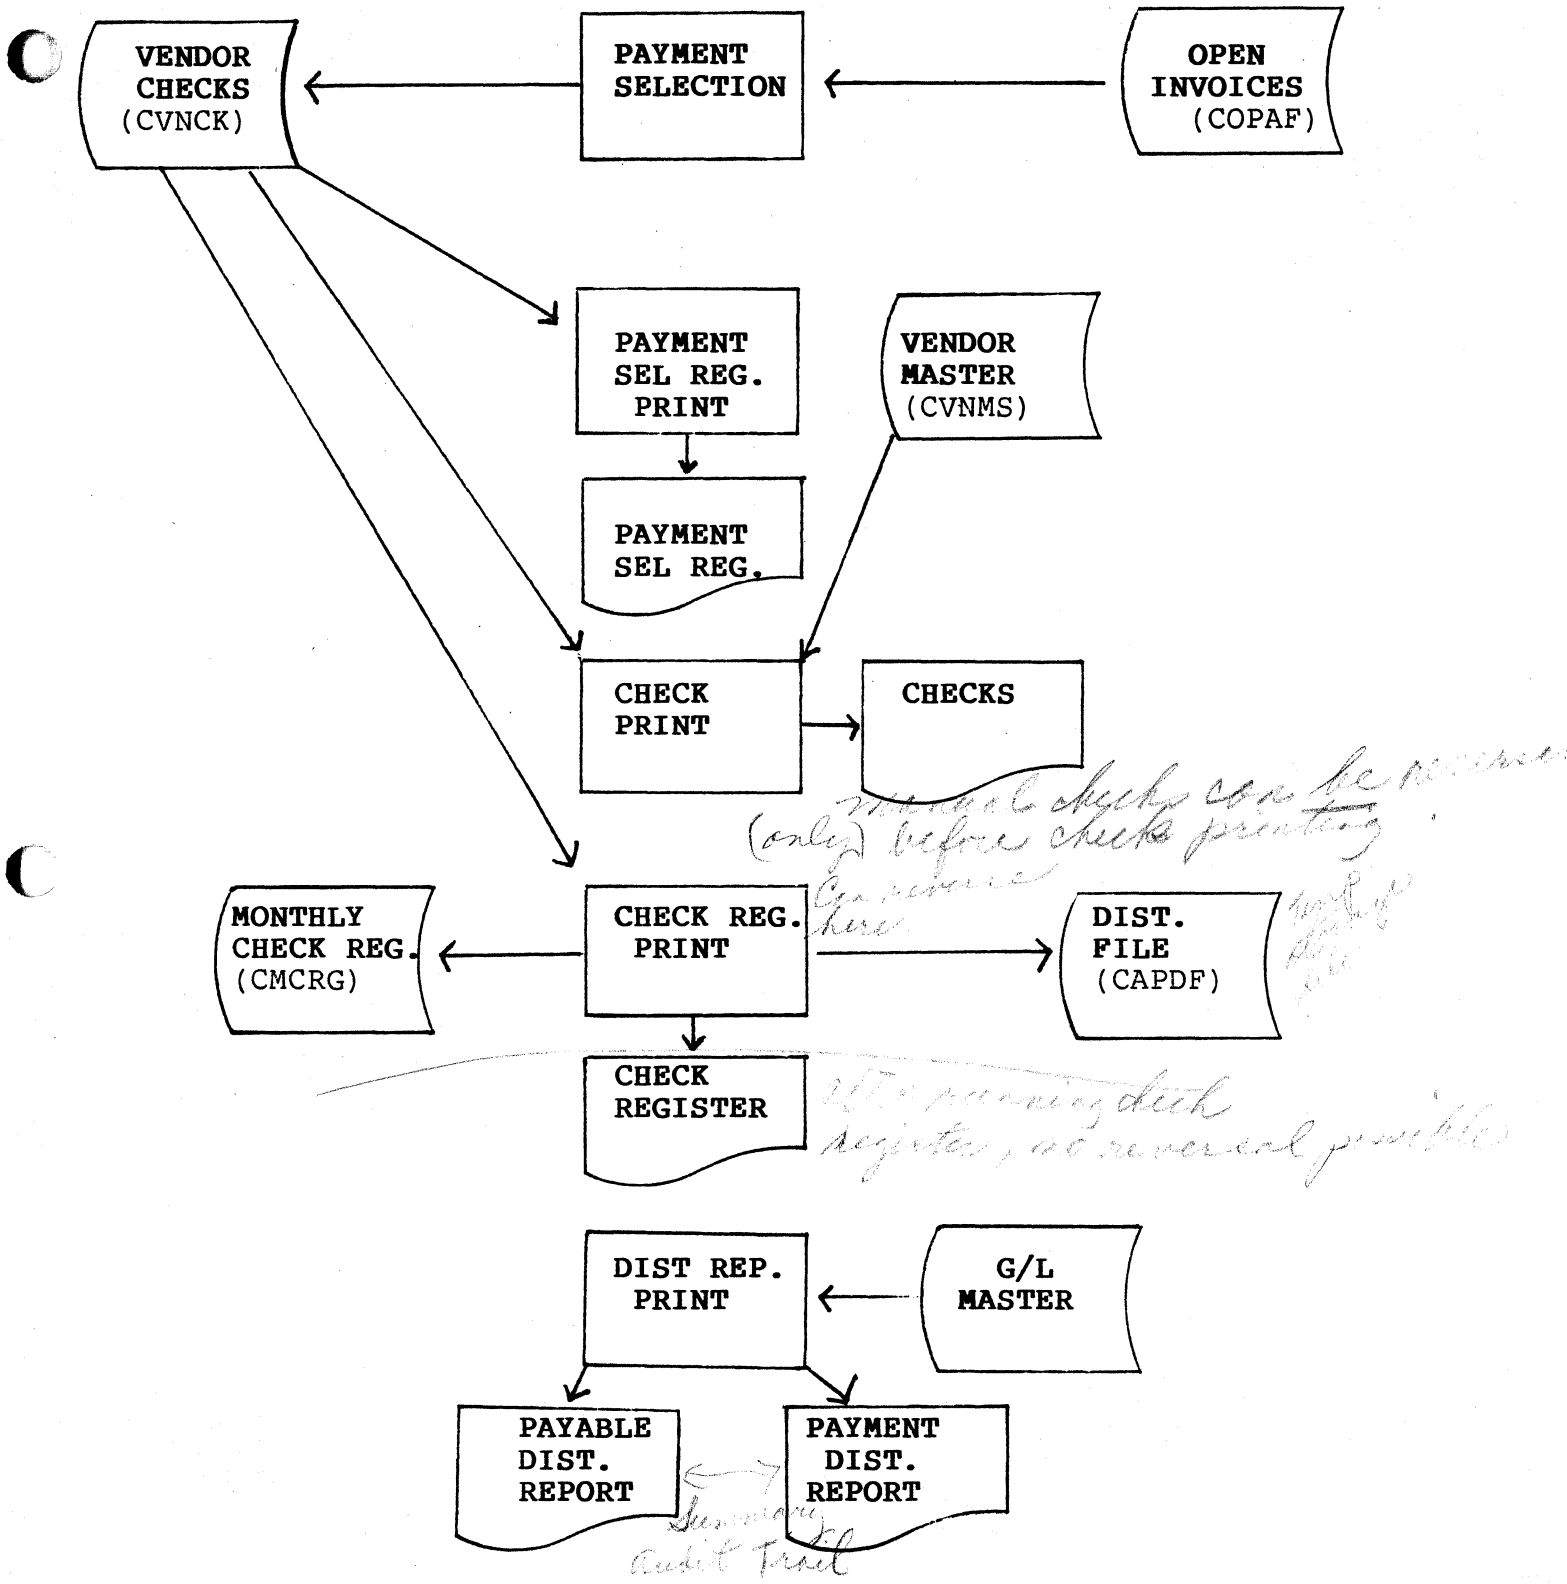 VENDOR
CHECKS
(CVNCK)
PAYMENT
SELECTION
OPEN
INVOICES
(COPAF)
PAYMENT
SEL REG.
PRINT
VENDOR
MASTER
(CVNMS)
PAYMENT
SEL REG.
CHECK
PRINT
CHECKS
manual checks can be
(only) before check printing
Can reverse
here
MONTHLY
CHECK REG.
(CMCRG)
CHECK REG.
PRINT
DIST.
FILE
(CAPDF)
CHECK
REGISTER
running check
register, no reversal possible
DIST REP.
PRINT
G/L
MASTER
PAYABLE
DIST.
REPORT
PAYMENT
DIST.
REPORT
Summary
Audit Trail